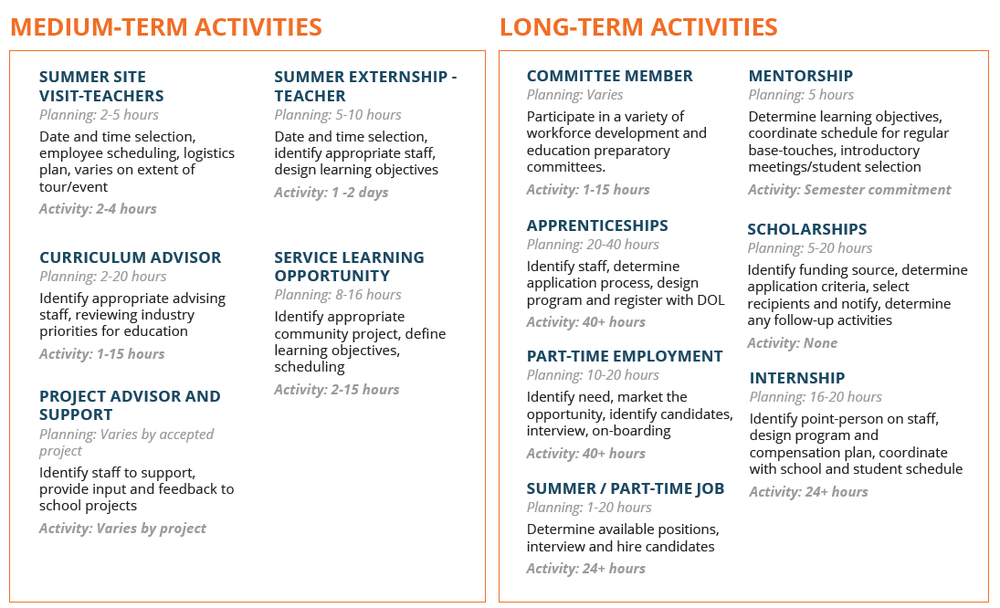 MEDIUM-TERM ACTIVITIES
SUMMER SITE
VISIT-TEACHERS
Planning: 2-5 hours
Date and time selection,
employee scheduling, logistics
plan, varies on extent of
tour/event
Activity: 2-4 hours
CURRICULUM ADVISOR
Planning: 2-20 hours
Identify appropriate advising
staff, reviewing industry
priorities for education
Activity: 1-15 hours
PROJECT ADVISOR AND
SUPPORT
Planning: Varies by accepted
project
Identify staff to support,
provide input and feedback to
school projects
Activity: Varies by project
SUMMER EXTERNSHIP -
TEACHER
Planning: 5-10 hours
Date and time selection,
identify appropriate staff,
design learning objectives
Activity: 1 -2 days
SERVICE LEARNING
OPPORTUNITY
Planning: 8-16 hours
Identify appropriate
community project, define
learning objectives,
scheduling
Activity: 2-15 hours
LONG-TERM ACTIVITIES
COMMITTEE MEMBER
Planning: Varies
Participate in a variety of
workforce development and
education preparatory
committees.
Activity: 1-15 hours
APPRENTICESHIPS
Planning: 20-40 hours
Identify staff, determine
application process, design
program and register with DOL
Activity: 40+ hours
PART-TIME EMPLOYMENT
Planning: 10-20 hours
Identify need, market the
opportunity, identify candidates,
interview, on-boarding
Activity: 40+ hours
SUMMER / PART-TIME JOB
Planning: 1-20 hours
Determine available positions,
interview and hire candidates
Activity: 24+ hours
MENTORSHIP
Planning: 5 hours
Determine learning objectives,
coordinate schedule for regular
base-touches, introductory
meetings/student selection
Activity: Semester commitment
SCHOLARSHIPS
Planning: 5-20 hours
Identify funding source, determine
application criteria, select
recipients and notify, determine
any follow-up activities
Activity: None
INTERNSHIP
Planning: 16-20 hours
Identify point-person on staff,
design program and
compensation plan, coordinate
with school and student schedule
Activity: 24+ hours